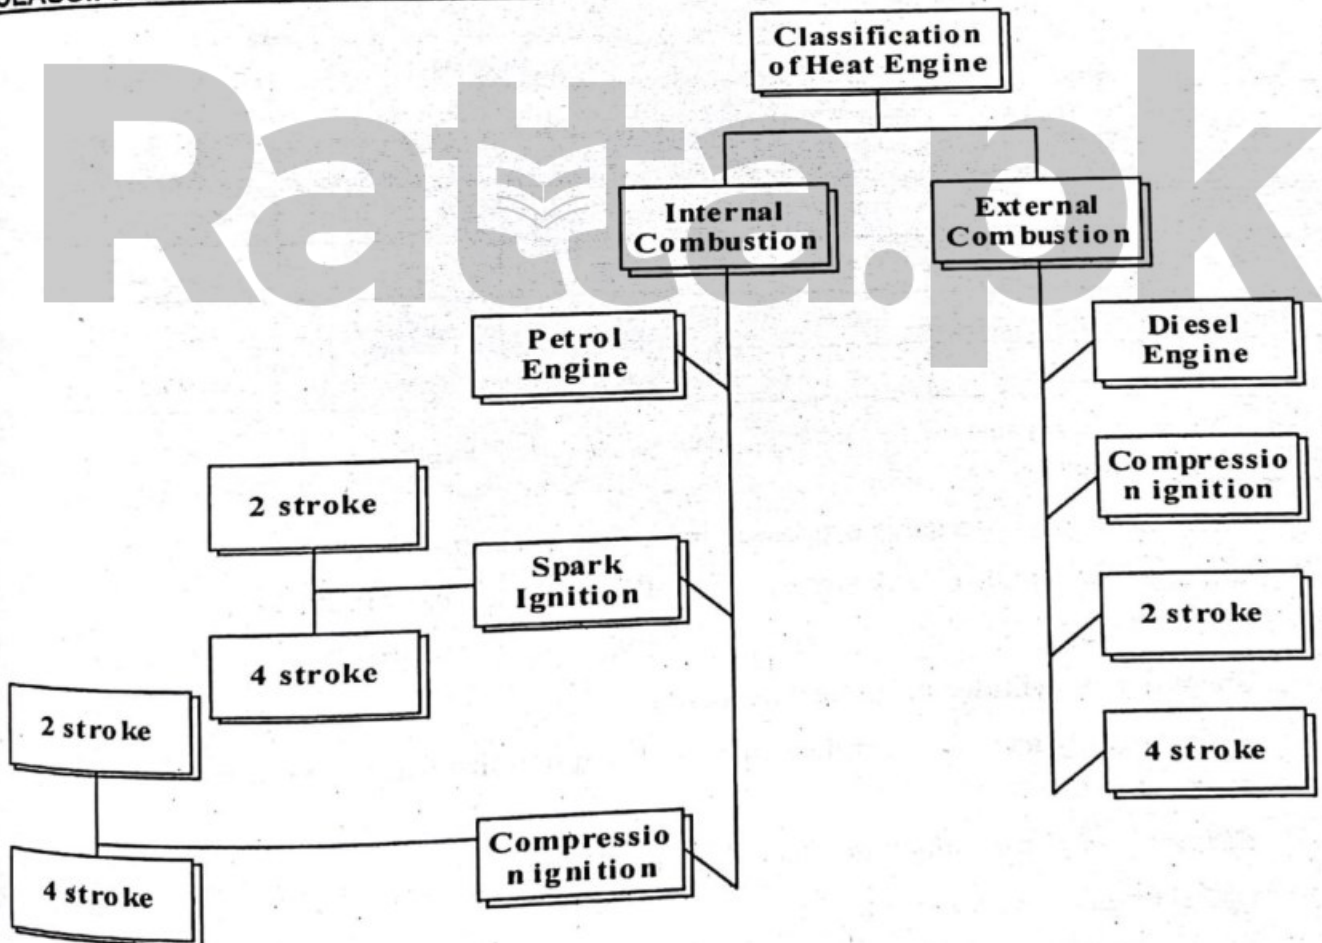 Classification
of Heat Engine
Ratta.pk
Internal
Combustion
External
Combustion
Petrol
Engine
Diesel
Engine
Compressio
n ignition
2 stroke
Spark
Ignition
2 stroke
4 stroke
2 stroke
4 stroke
Compressio
n ignition
4 stroke